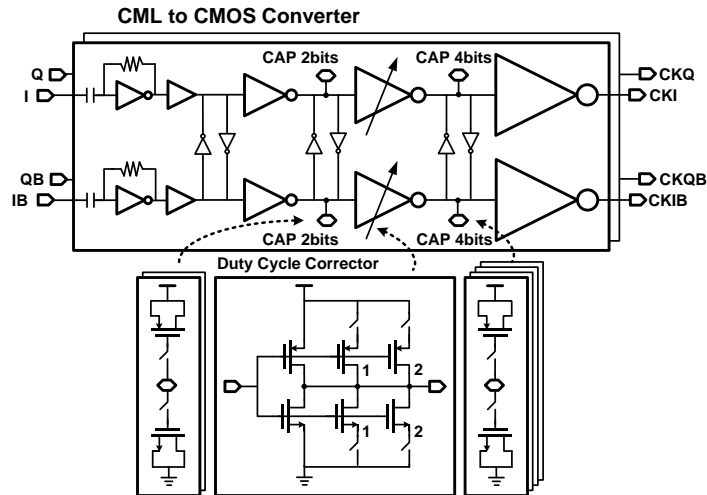 CML to CMOS Converter
CAP 2bits
CAP 4bits
Q
I
CKQ
CKI
QB
IB
CKQB
CKIB
CAP 2bits
CAP 4bits
Duty Cycle Corrector
1
2
1
2